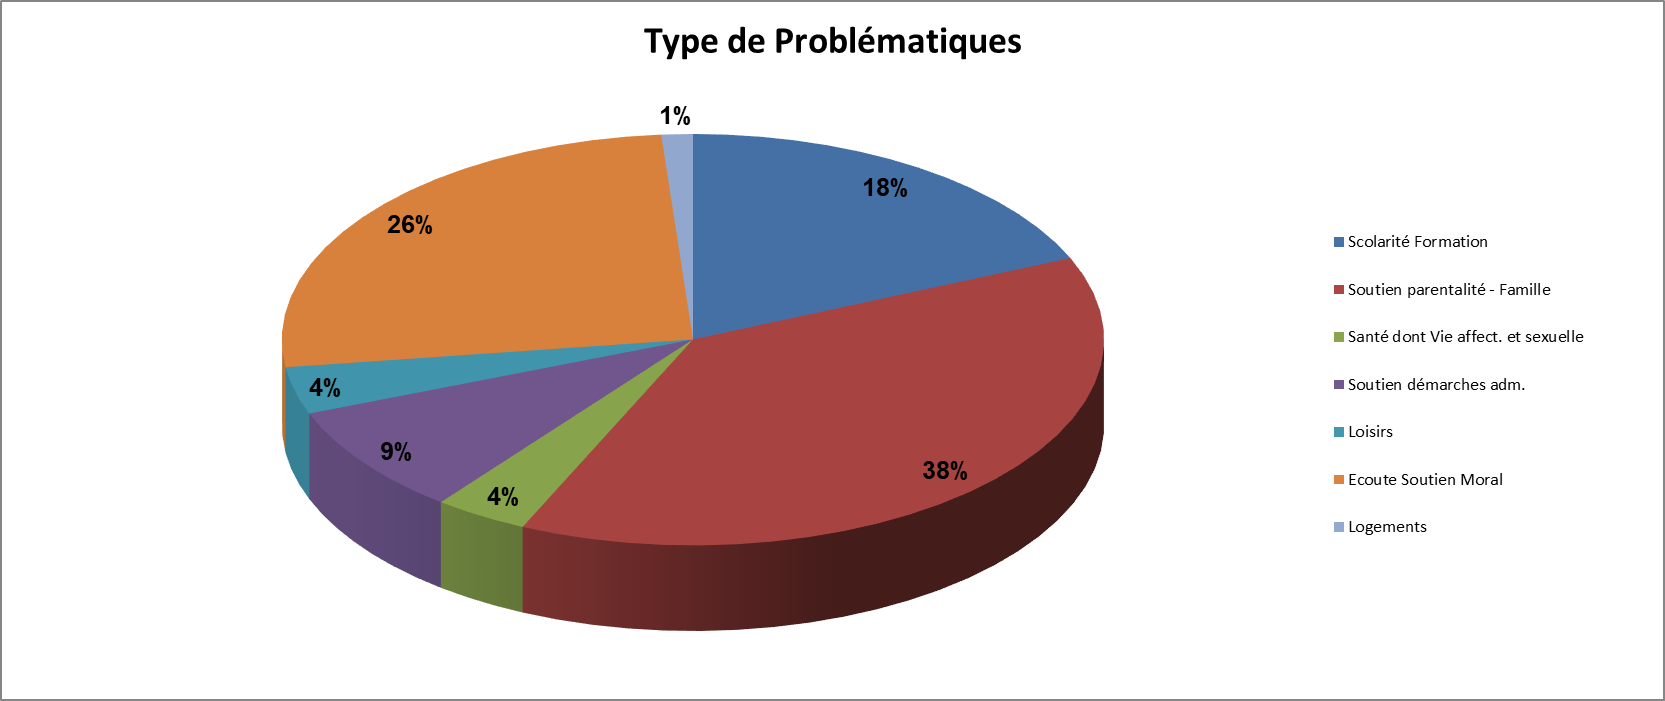 Type de Problématiques
1%
18%
26%
4%
9%
4%
38%
Scolarité Formation
Soutien parentalité - Famille
Santé dont Vie affect. et sexuelle
Soutien démarches adm.
Loisirs
Ecoute Soutien Moral
Logements